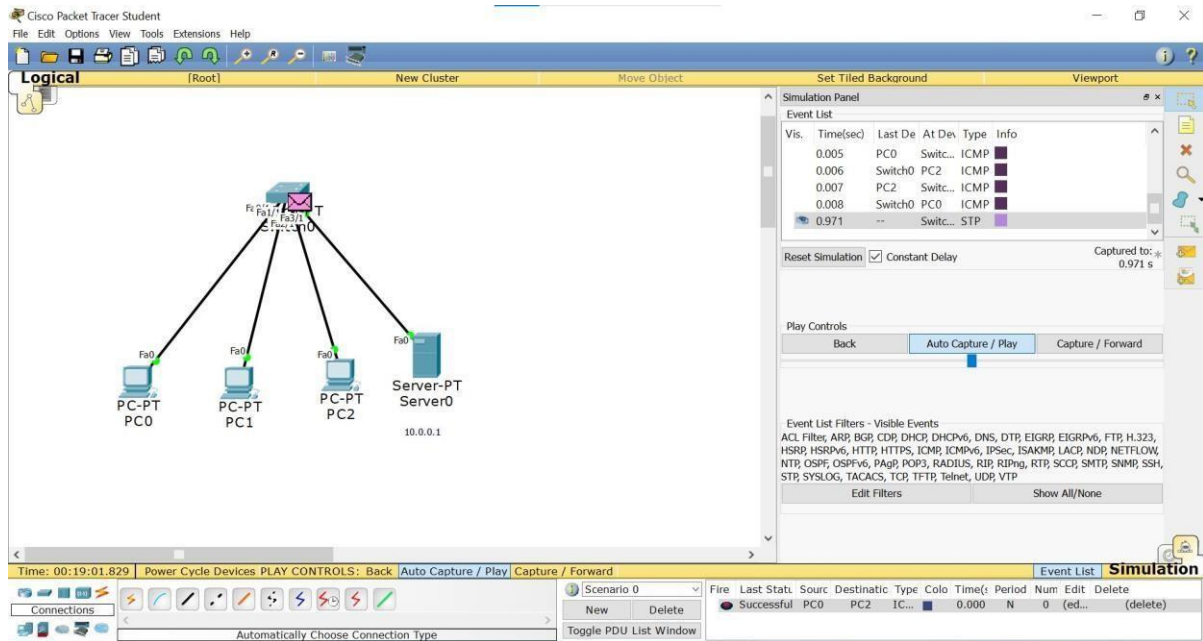 Cisco Packet Tracer Student
File Edit Options View Tools Extensions Help
Logical [Root] New Cluster Move Object Set Tiled Background Viewport
Simulation Panel
Event List
Vis. Time(sec) Last De At Dev Type Info
0.005 PC0 Switc... ICMP
0.006 Switch0 PC2 ICMP
0.007 PC2 Switc... ICMP
0.008 Switch0 PC0 ICMP
0.971 -- Switc... STP
Reset Simulation Constant Delay Captured to: *
0.971 s
Play Controls
Back Auto Capture / Play Capture / Forward
Event List Filters - Visible Events
ACL Filter, ARP, BGP, CDP, DHCP, DHCPv6, DNS, DTP, EIGRP, EIGRPv6, FTP, H.323,
HSRP, HSRPv6, HTTP, HTTPS, ICMP, ICMPv6, IPSec, ISAKMP, LACP, NDP, NETFLOW,
NTP, OSPF, OSPFv6, PAgP, POP3, RADIUS, RIP, RIPng, RTP, SCCP, SMTP, SNMP, SSH,
STP, SYSLOG, TACACS, TCP, TFTP, Telnet, UDP, VTP
Edit Filters Show All/None
Fa1/ Fa3/1 T
Fa0 Fa0 Fa0 Fa0
PC-PT
PC0
PC-PT
PC1
PC-PT
PC2
Server-PT
Server0
10.0.0.1
Time: 00:19:01.829 Power Cycle Devices PLAY CONTROLS: Back Auto Capture / Play Capture / Forward Event List Simulation
Connections
Automatically Choose Connection Type
Scenario 0
New Delete
Toggle PDU List Window
Fire Last Statu Sourc Destinatic Type Colo Time(s Period Num Edit Delete
Successful PC0 PC2 IC... 0.000 N 0 (ed... (delete)